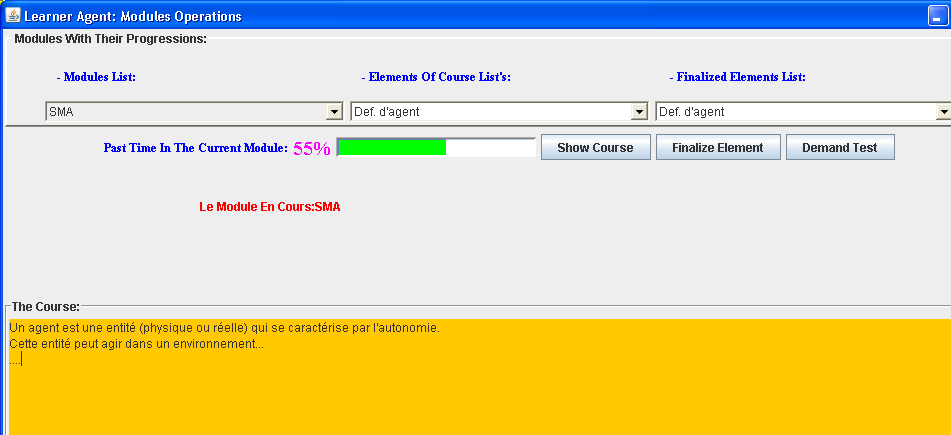 Learner Agent: Modules Operations
Modules With Their Progressions:
- Modules List: - Elements Of Course List's: - Finalized Elements List:
SMA Def. d'agent Def. d'agent
Past Time In The Current Module: 55% Show Course Finalize Element Demand Test
Le Module En Cours:SMA
The Course:
Un agent est une entité (physique ou réelle) qui se caractérise par l'autonomie.
Cette entité peut agir dans un environnement...
....